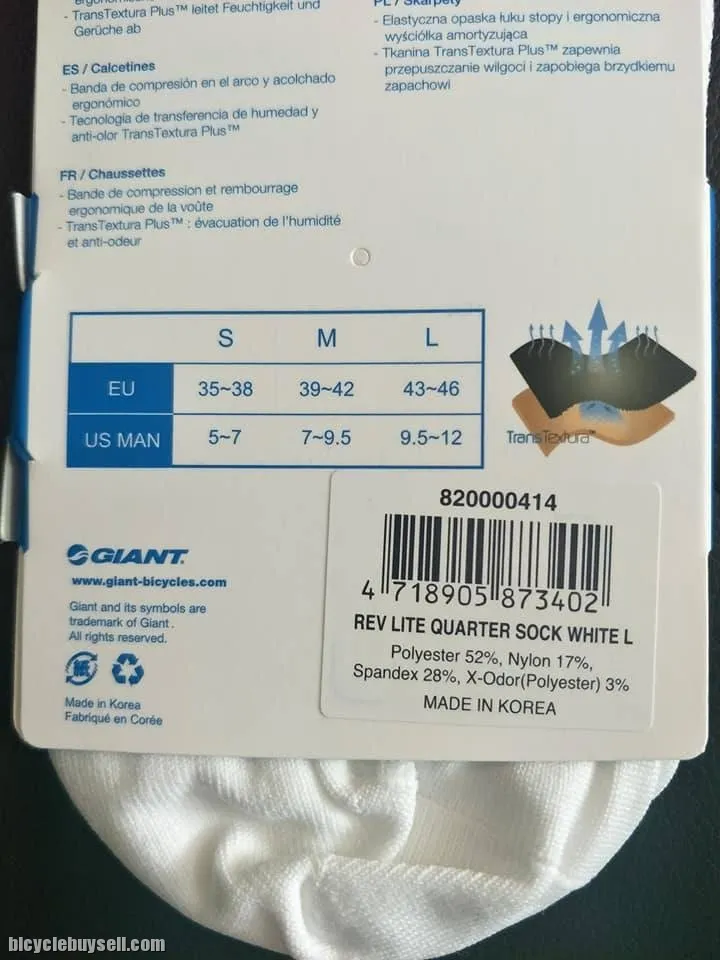 - TransTextura Plus™ leitet Feuchtigkeit und
Gerüche ab
ES / Calcetines
- Banda de compresión en el arco y acolchado
ergonómico
- Tecnología de transferencia de humedad y
anti-olor TransTextura Plus™
FR / Chaussettes
- Bande de compression et rembourrage
ergonomique de la voûte
- TransTextura Plus™ : évacuation de l'humidité
et anti-odeur
PL / Skarpety
- Elastyczna opaska łuku stopy i ergonomiczna
wyściółka amortyzująca
- Tkanina TransTextura Plus™ zapewnia
przepuszczanie wilgoci i zapobiega brzydkiemu
zapachowi
S M L
EU 35~38 39~42 43~46
US MAN 5~7 7~9.5 9.5~12
TransTextura™
GIANT
www.giant-bicycles.com
Giant and its symbols are
trademark of Giant.
All rights reserved.
Made in Korea
Fabriqué en Corée
820000414
4 718905 873402
REV LITE QUARTER SOCK WHITE L
Polyester 52%, Nylon 17%,
Spandex 28%, X-Odor(Polyester) 3%
MADE IN KOREA
bicyclebuysell.com